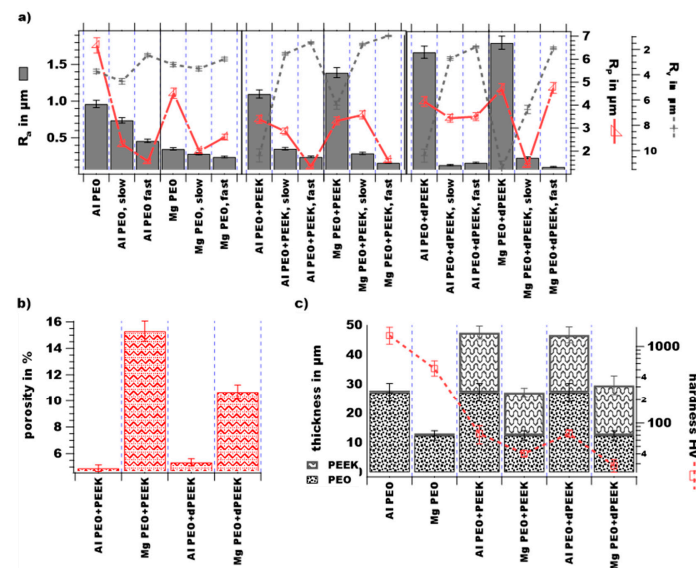 a)
R_a in µm
1.5
1.0
0.5
7
6
5
4
3
2
R_P in µm
2
4
6
8
10
R_v in µm
Al PEO
Al PEO, slow
Al PEO fast
Mg PEO
Mg PEO, slow
Mg PEO, fast
Al PEO+PEEK
Al PEO+PEEK, slow
Al PEO+PEEK, fast
Mg PEO+PEEK
Mg PEO+PEEK, slow
Mg PEO+PEEK, fast
Al PEO+dPEEK
Al PEO+dPEEK, slow
Al PEO+dPEEK, fast
Mg PEO+dPEEK
Mg PEO+dPEEK, slow
Mg PEO+dPEEK, fast
b)
porosity in %
16
14
12
10
8
6
Al PEO+PEEK
Mg PEO+PEEK
Al PEO+dPEEK
Mg PEO+dPEEK
c)
thickness in µm
50
40
30
20
10
PEEK
PEO
1000
4
2
100
4
hardness HV
Al PEO
Mg PEO
Al PEO+PEEK
Mg PEO+PEEK
Al PEO+dPEEK
Mg PEO+dPEEK